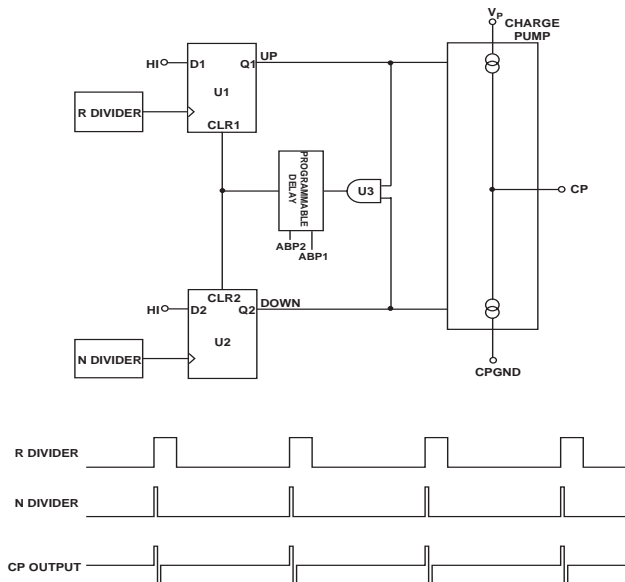 VP
CHARGE
PUMP
HI
D1
Q1
UP
U1
R DIVIDER
CLR1
PROGRAMMABLE
DELAY
U3
CP
ABP2
ABP1
CLR2
HI
D2
Q2
DOWN
U2
N DIVIDER
CPGND
R DIVIDER
N DIVIDER
CP OUTPUT